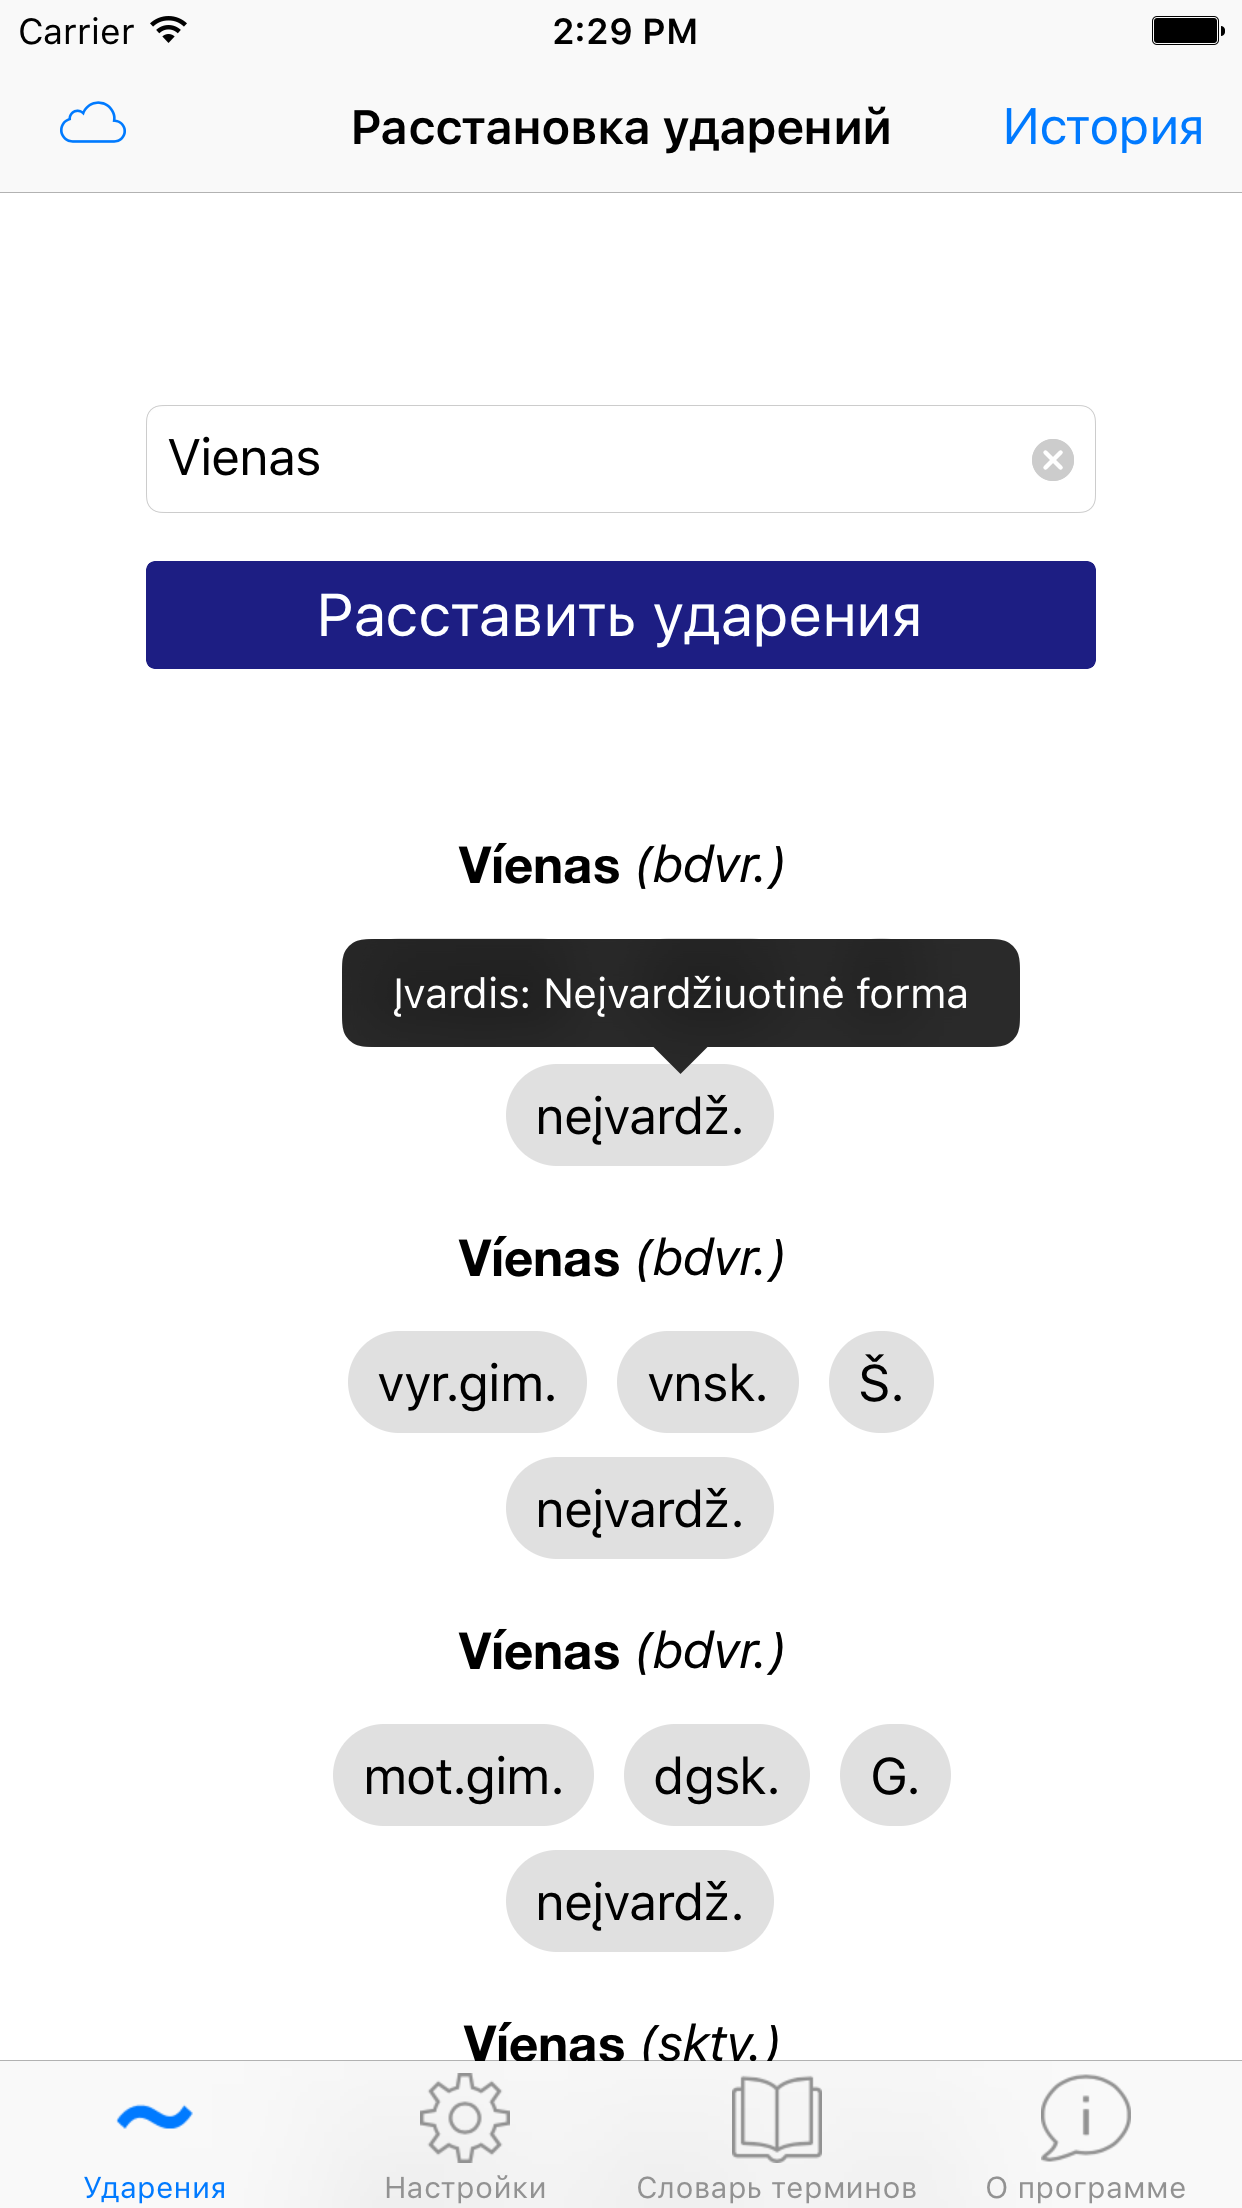 Carrier 2:29 PM
Расстановка ударений История
Vienas
Расставить ударения
Víenas (bdvr.)
Įvardis: Neįvardžiuotinė forma
neįvardž.
Víenas (bdvr.)
vyr.gim. vnsk. Š.
neįvardž.
Víenas (bdvr.)
mot.gim. dgsk. G.
neįvardž.
Víenas (sktv.)
Ударения Настройки Словарь терминов О программе